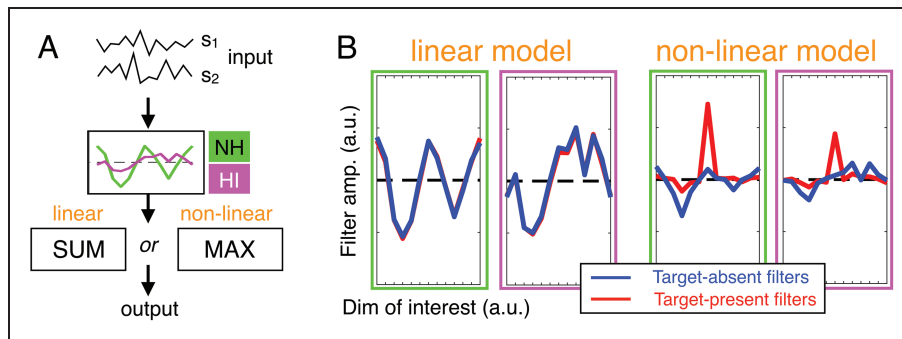 A
s1
s2
input
NH
HI
linear
non-linear
SUM
or
MAX
output
B
linear model
non-linear model
Filter amp. (a.u.)
Dim of interest (a.u.)
Target-absent filters
Target-present filters